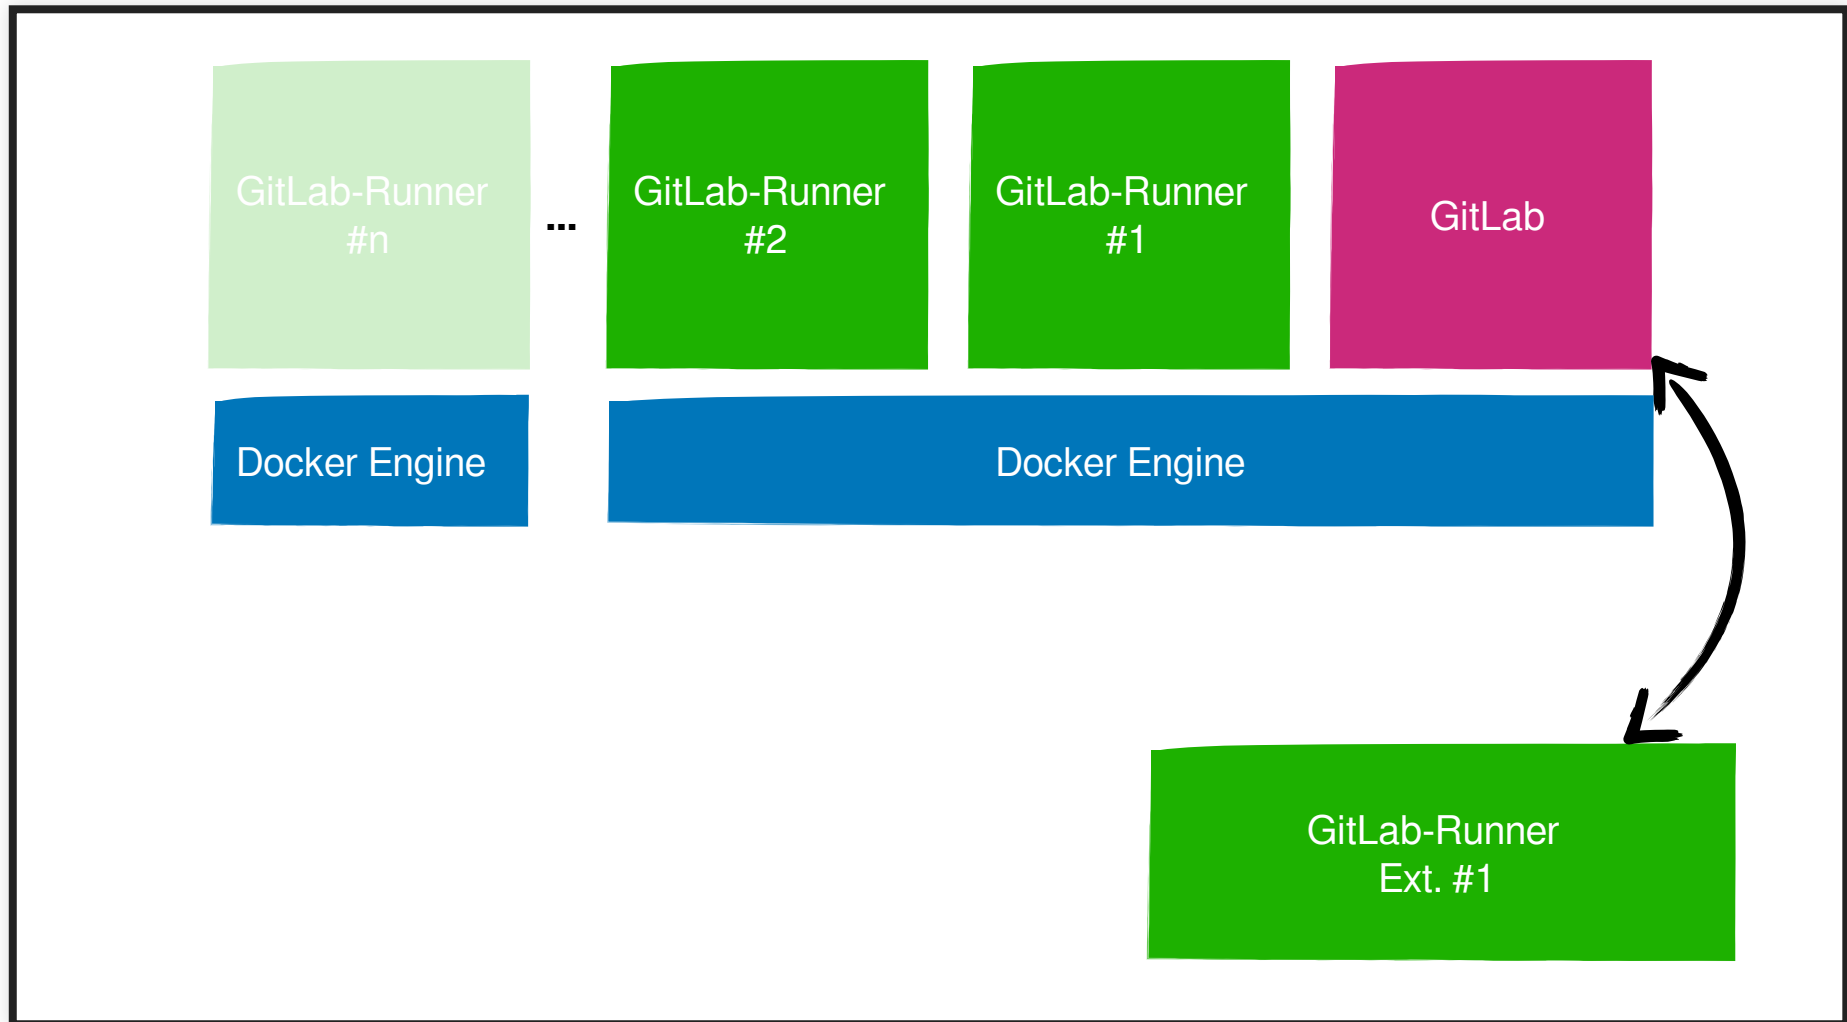 GitLab-Runner
#n
...
GitLab-Runner
#2
GitLab-Runner
#1
GitLab
Docker Engine
Docker Engine
GitLab-Runner
Ext. #1